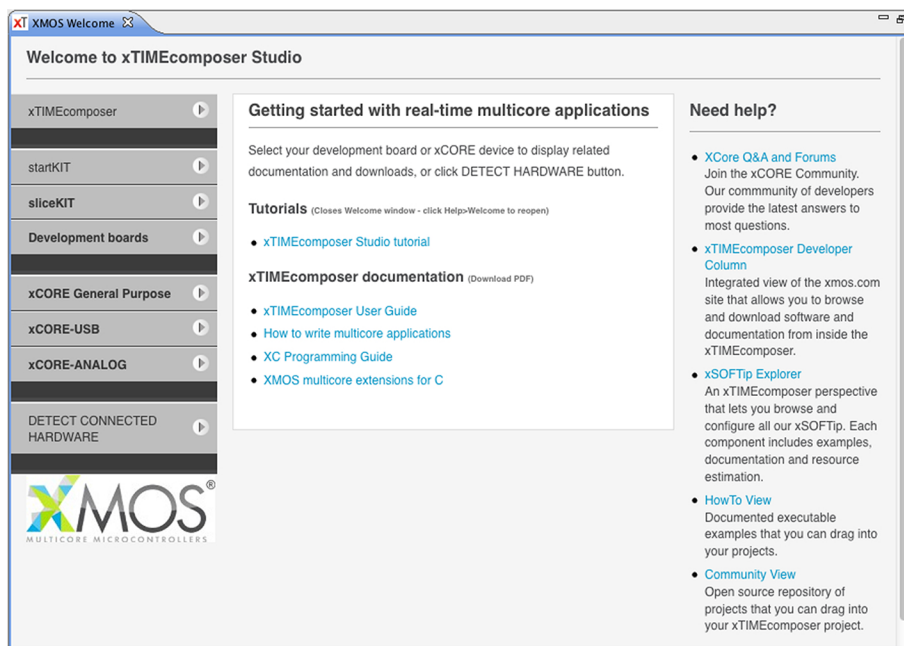 XMOS Welcome
Welcome to xTIMEcomposer Studio
xTIMEcomposer
startKIT
sliceKIT
Development boards
xCORE General Purpose
xCORE-USB
xCORE-ANALOG
DETECT CONNECTED
HARDWARE
XMOS®
MULTICORE MICROCONTROLLERS
Getting started with real-time multicore applications
Select your development board or xCORE device to display related
documentation and downloads, or click DETECT HARDWARE button.
Tutorials (Closes Welcome window - click Help>Welcome to reopen)
xTIMEcomposer Studio tutorial
xTIMEcomposer documentation (Download PDF)
xTIMEcomposer User Guide
How to write multicore applications
XC Programming Guide
XMOS multicore extensions for C
Need help?
XCore Q&A and Forums
Join the xCORE Community.
Our commmunity of developers
provide the latest answers to
most questions.
xTIMEcomposer Developer
Column
Integrated view of the xmos.com
site that allows you to browse
and download software and
documentation from inside the
xTIMEcomposer.
xSOFTip Explorer
An xTIMEcomposer perspective
that lets you browse and
configure all our xSOFTip. Each
component includes examples,
documentation and resource
estimation.
HowTo View
Documented executable
examples that you can drag into
your projects.
Community View
Open source repository of
projects that you can drag into
your xTIMEcomposer project.